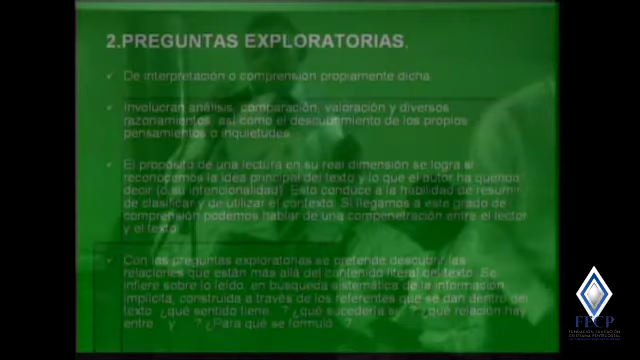 2.PREGUNTAS EXPLORATORIAS.
De interpretación o comprensión propiamente dicha
Involucran análisis, comparación, valoración y diversos
razonamientos, así como el descubrimiento de los propios
pensamientos o inquietudes
El propósito de una lectura en su real dimensión se logra si
reconocemos la idea principal del texto y lo que el autor ha querido
decir (o su intencionalidad). Esto conduce a la habilidad de resumir,
de clasificar y de utilizar el contexto. Si llegamos a este grado de
comprensión podemos hablar de una compenetración entre el lector
y el texto
Con las preguntas exploratorias se pretende descubrir las
relaciones que están más allá del contenido literal del texto. Se
infiere sobre lo leído, en búsqueda sistemática de la información
implícita, construida a través de los referentes que se dan dentro del
texto ¿qué sentido tiene ? ¿qué sucedería si ? ¿qué relación hay
entre y ? ¿Para qué se formuló ?
FECP
FUNDACIÓN EDUCACIÓN
CRISTIANA PENTECOSTAL